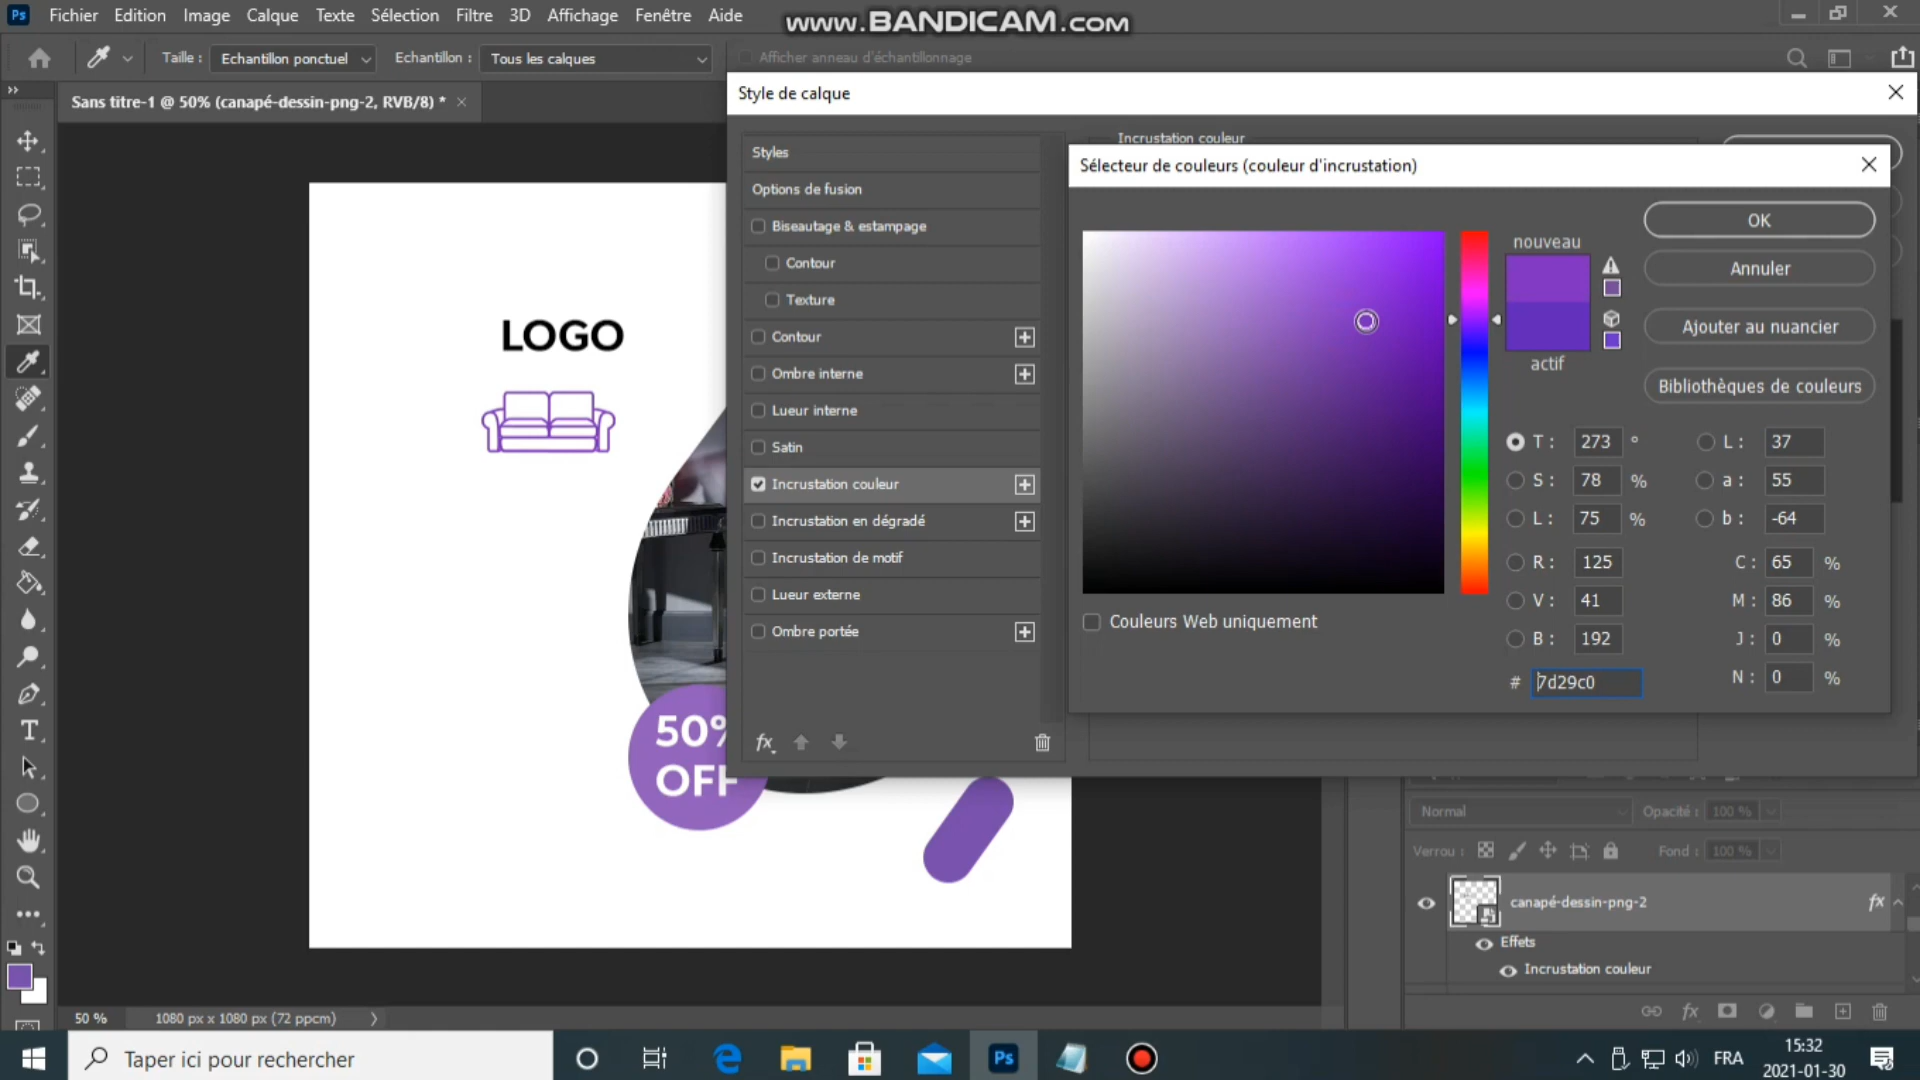 Ps Fichier Edition Image Calque Texte Sélection Filtre 3D Affichage Fenêtre Aide
www.BANDICAM.com
Taille : Echantillon ponctuel Echantillon : Tous les calques Afficher anneau d'échantillonnage
Sans titre-1 @ 50% (canapé-dessin-png-2, RVB/8) *
Style de calque
Incrustation couleur
Styles
Options de fusion
Biseautage & estampage
Contour
Texture
Contour
Ombre interne
Lueur interne
Satin
Incrustation couleur
Incrustation en dégradé
Incrustation de motif
Lueur externe
Ombre portée
fx
Sélecteur de couleurs (couleur d'incrustation)
nouveau
actif
OK
Annuler
Ajouter au nuancier
Bibliothèques de couleurs
T : 273 ° L : 37
S : 78 % a : 55
L : 75 % b : -64
R : 125 C : 65 %
V : 41 M : 86 %
B : 192 J : 0 %
# 7d29c0 N : 0 %
Couleurs Web uniquement
LOGO
50%
OFF
Normal Opacité : 100 %
Verrou : Fond : 100 %
canapé-dessin-png-2 fx
Effets
Incrustation couleur
fx
50 % 1080 px x 1080 px (72 ppcm)
Taper ici pour rechercher
Ps
FRA
15:32
2021-01-30